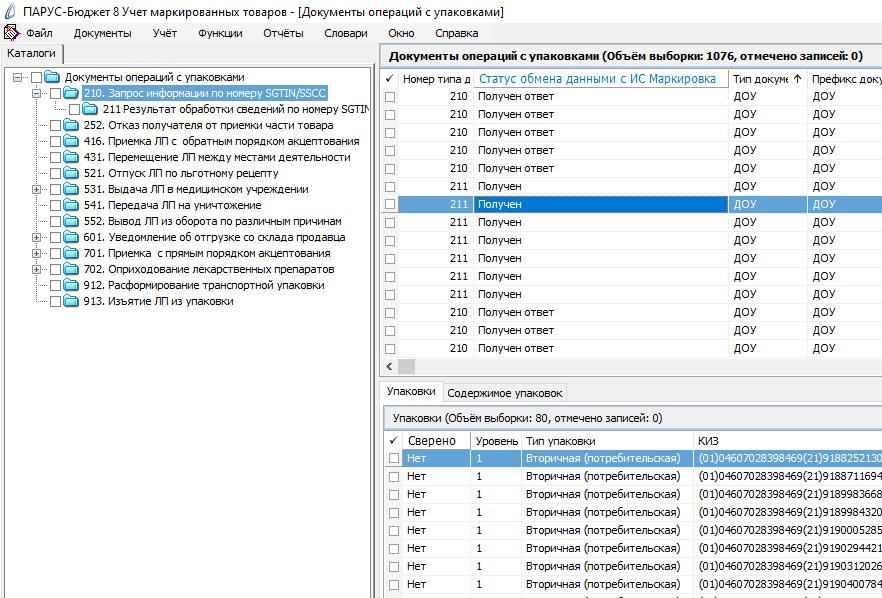 ПАРУС-Бюджет 8 Учет маркированных товаров - [Документы операций с упаковками]
Файл Документы Учёт Функции Отчёты Словари Окно Справка
Каталоги
Документы операций с упаковками
210. Запрос информации по номеру SGTIN/SSCC
211 Результат обработки сведений по номеру SGTIN
252. Отказ получателя от приемки части товара
416. Приемка ЛП с обратным порядком акцептования
431. Перемещение ЛП между местами деятельности
521. Отпуск ЛП по льготному рецепту
531. Выдача ЛП в медицинском учреждении
541. Передача ЛП на уничтожение
552. Вывод ЛП из оборота по различным причинам
601. Уведомление об отгрузке со склада продавца
701. Приемка с прямым порядком акцептования
702. Оприходование лекарственных препаратов
912. Расформирование транспортной упаковки
913. Изъятие ЛП из упаковки
Документы операций с упаковками (Объём выборки: 1076, отмечено записей: 0)
✓ Номер типа д Статус обмена данными с ИС Маркировка Тип докуме ↑ Префикс доку
210 Получен ответ ДОУ ДОУ
210 Получен ответ ДОУ ДОУ
210 Получен ответ ДОУ ДОУ
210 Получен ответ ДОУ ДОУ
210 Получен ответ ДОУ ДОУ
211 Получен ДОУ ДОУ
211 Получен ДОУ ДОУ
211 Получен ДОУ ДОУ
211 Получен ДОУ ДОУ
211 Получен ДОУ ДОУ
211 Получен ДОУ ДОУ
211 Получен ДОУ ДОУ
210 Получен ответ ДОУ ДОУ
210 Получен ответ ДОУ ДОУ
210 Получен ответ ДОУ ДОУ
Упаковки Содержимое упаковок
Упаковки (Объём выборки: 80, отмечено записей: 0)
✓ Сверено Уровень Тип упаковки КИЗ
Нет 1 Вторичная (потребительская) (01)04607028398469(21)9188252130
Нет 1 Вторичная (потребительская) (01)04607028398469(21)9188711694
Нет 1 Вторичная (потребительская) (01)04607028398469(21)9189983668
Нет 1 Вторичная (потребительская) (01)04607028398469(21)9189984320
Нет 1 Вторичная (потребительская) (01)04607028398469(21)9190005285
Нет 1 Вторичная (потребительская) (01)04607028398469(21)9190294421
Нет 1 Вторичная (потребительская) (01)04607028398469(21)9190312026
Нет 1 Вторичная (потребительская) (01)04607028398469(21)9190400784